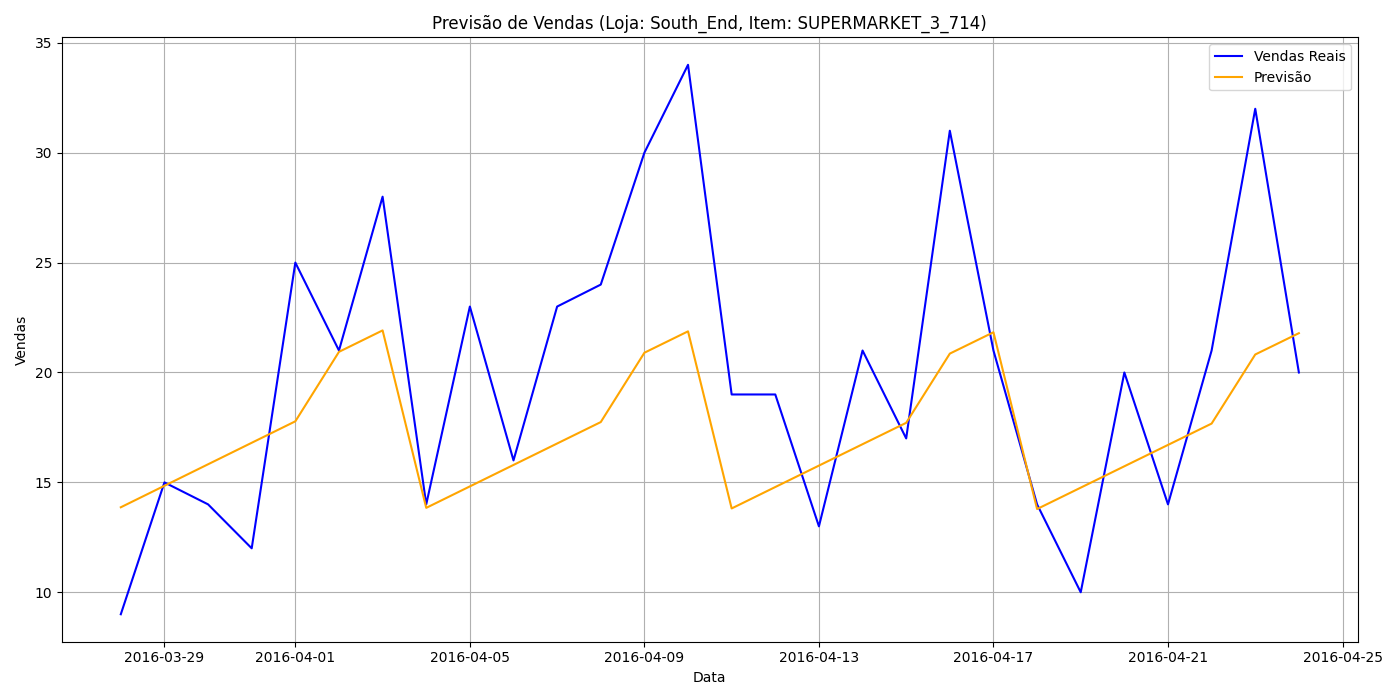 Previsão de Vendas (Loja: South_End, Item: SUPERMARKET_3_714)
Vendas Reais
Previsão
35
30
25
20
15
10
Vendas
2016-03-29 2016-04-01 2016-04-05 2016-04-09 2016-04-13 2016-04-17 2016-04-21 2016-04-25
Data